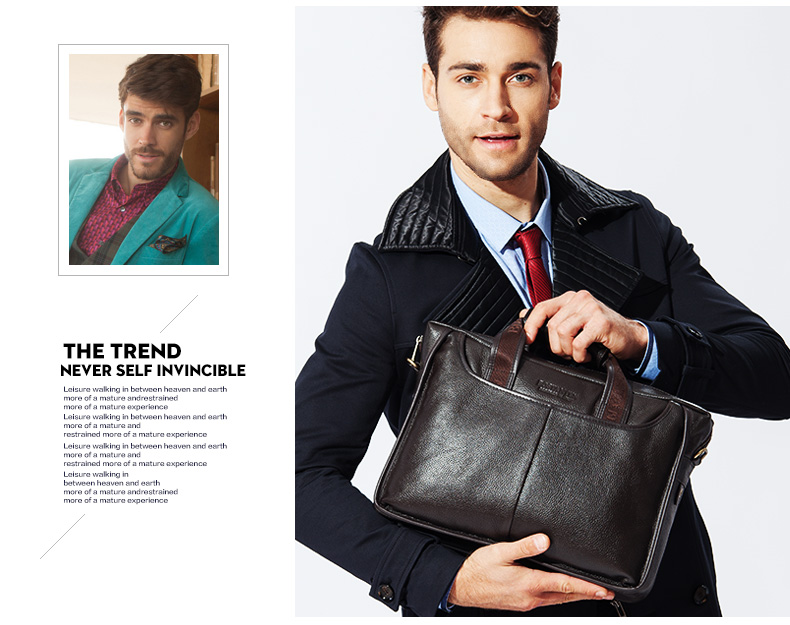 THE TREND
NEVER SELF INVINCIBLE
Leisure walking in between heaven and earth
more of a mature andrestrained
more of a mature experience
Leisure walking in between heaven and earth
more of a mature and
restrained more of a mature experience
Leisure walking in between heaven and earth
more of a mature and
restrained more of a mature experience
Leisure walking in
between heaven and earth
more of a mature andrestrained
more of a mature experience